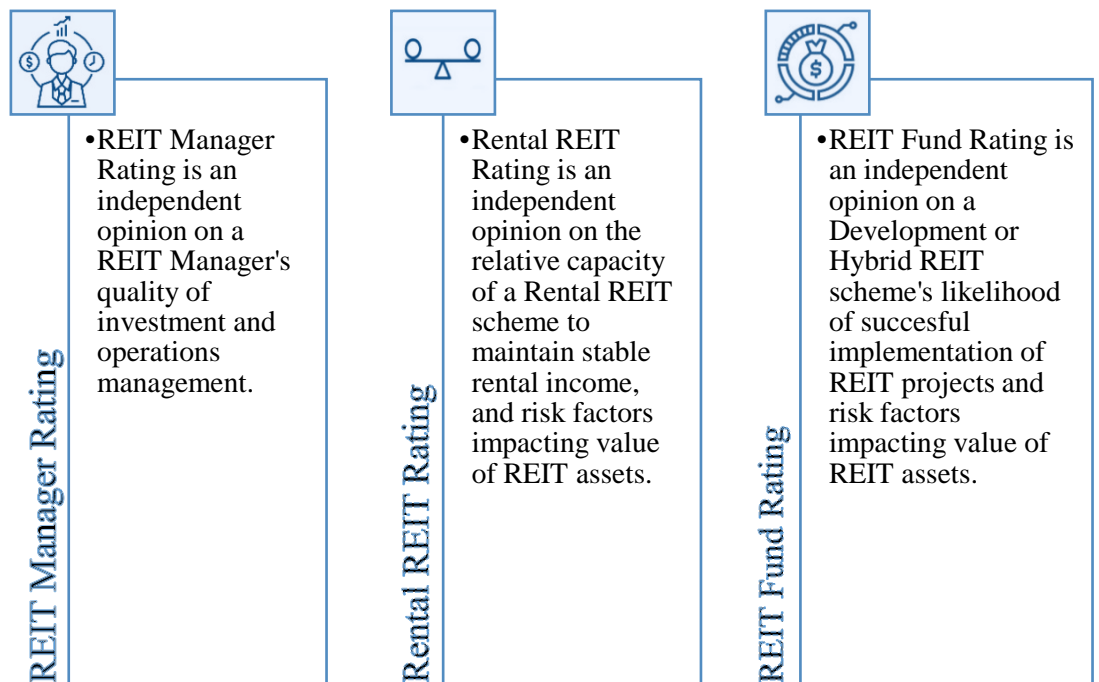 REIT Manager Rating
•REIT Manager
Rating is an
independent
opinion on a
REIT Manager's
quality of
investment and
operations
management.
Rental REIT Rating
•Rental REIT
Rating is an
independent
opinion on the
relative capacity
of a Rental REIT
scheme to
maintain stable
rental income,
and risk factors
impacting value
of REIT assets.
REIT Fund Rating
•REIT Fund Rating is
an independent
opinion on a
Development or
Hybrid REIT
scheme's likelihood
of succesful
implementation of
REIT projects and
risk factors
impacting value of
REIT assets.